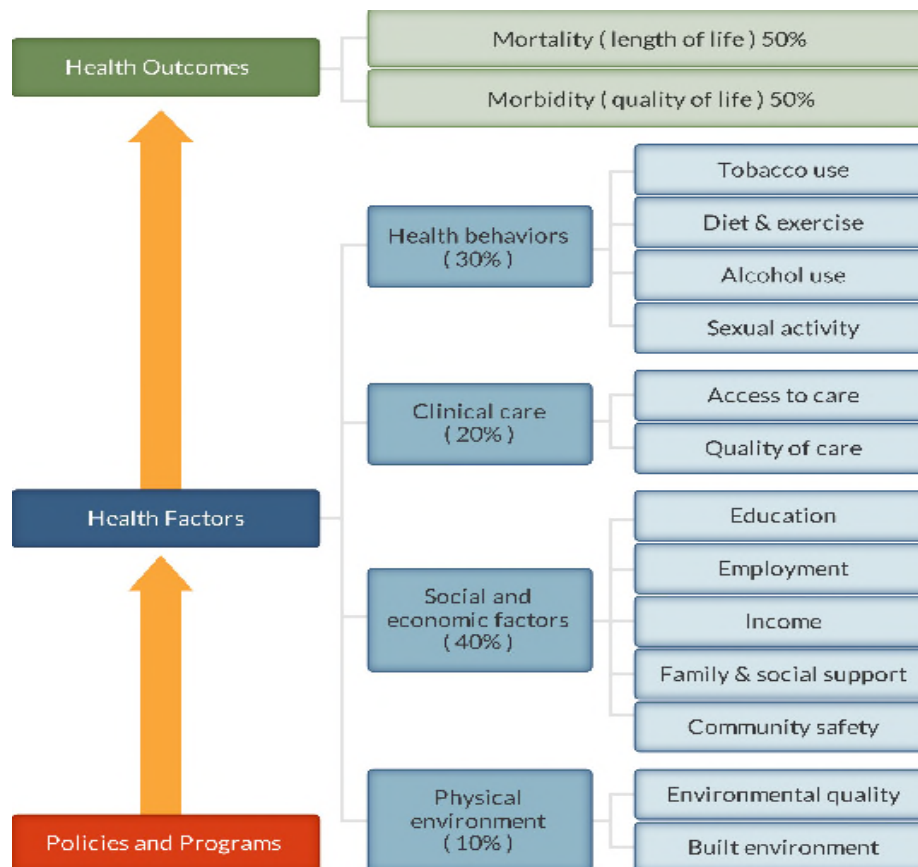 Health Outcomes
Mortality ( length of life ) 50%
Morbidity ( quality of life ) 50%
Health Factors
Health behaviors
( 30% )
Tobacco use
Diet & exercise
Alcohol use
Sexual activity
Clinical care
( 20% )
Access to care
Quality of care
Social and
economic factors
( 40% )
Education
Employment
Income
Family & social support
Community safety
Physical
environment
( 10% )
Environmental quality
Built environment
Policies and Programs